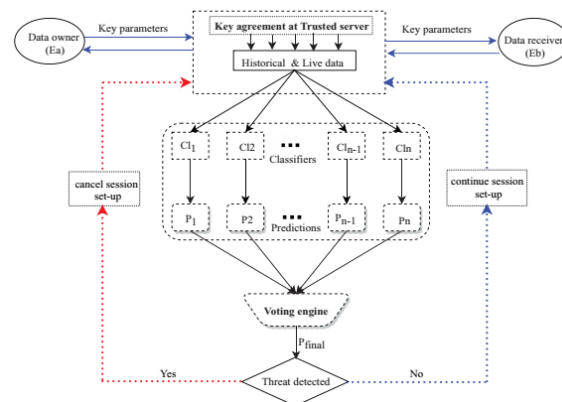 Key parameters
Key agreement at Trusted server
Key parameters
Data owner
(Ea)
Data receiver
(Eb)
Historical & Live data
Cl1
Cl2
...
Cln-1
Cln
Classifiers
cancel session
set-up
continue session
set-up
P1
P2
...
Pn-1
Pn
Predictions
Voting engine
Pfinal
Yes
No
Threat detected